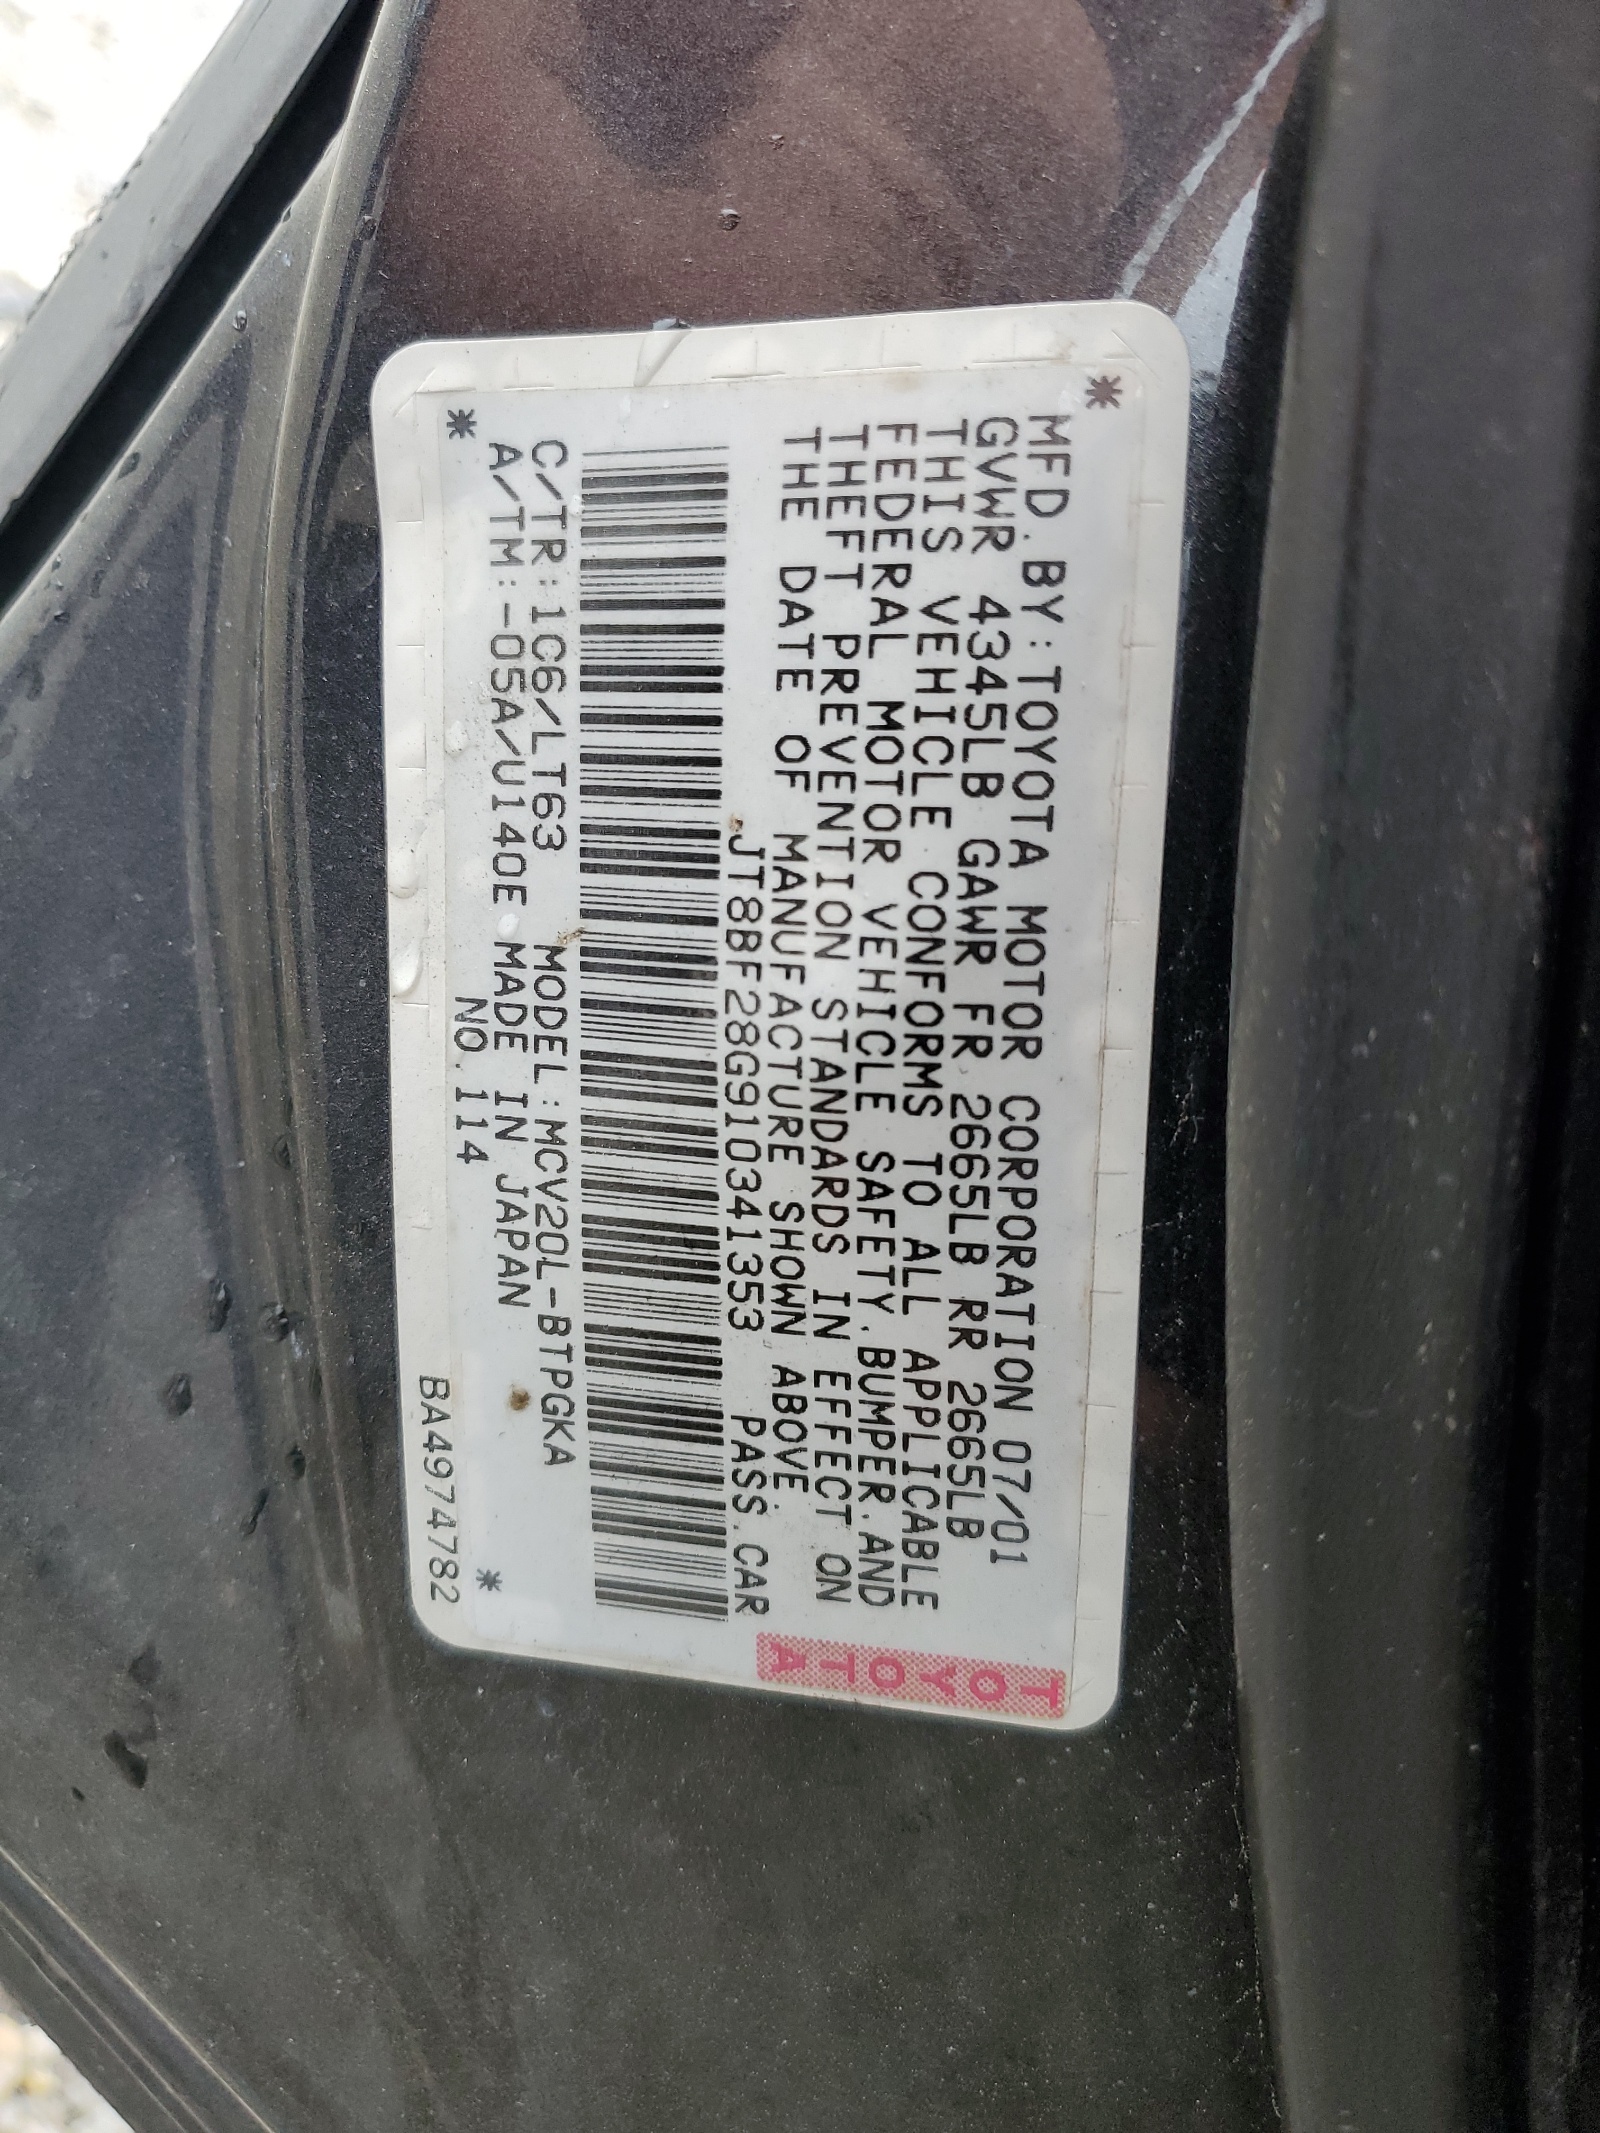 MFD.BY:TOYOTA MOTOR CORPORATION 07/01
GVWR 4345LB GAWR FR 2665LB RR 2665LB
THIS VEHICLE CONFORMS TO ALL APPLICABLE
FEDERAL MOTOR VEHICLE SAFETY.BUMPER.AND
THEFT PREVENTION STANDARDS IN EFFECT ON
THE DATE OF MANUFACTURE SHOWN ABOVE
JT8BF28G910341353 PASS.CAR
C/TR:1C6/LT63 MODEL:MCV20L-BTPGKA
A/TM:-05A/U140E MADE IN JAPAN
NO.114
BA4974782
TOYOTA